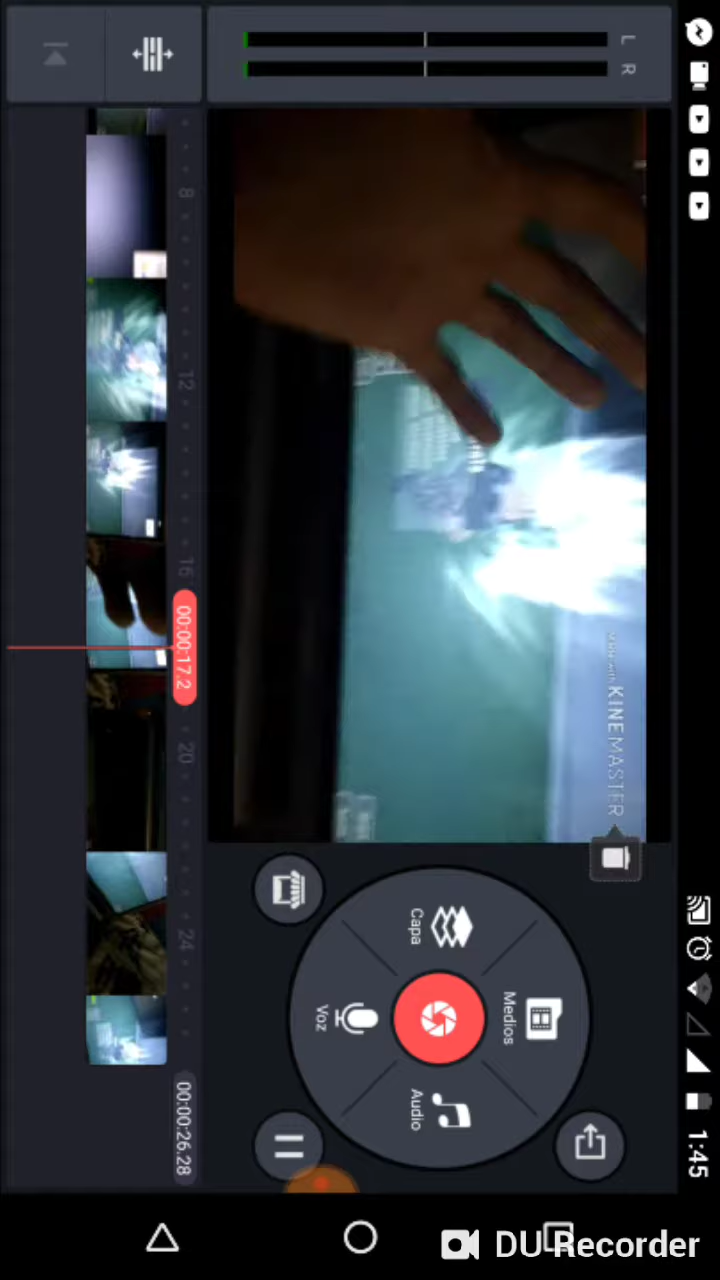 1:45
L
R
8
12
16
00:00:17.2
20
24
00:00:26.28
KINEMASTER
Medios
Capa
Voz
Audio
DU Recorder